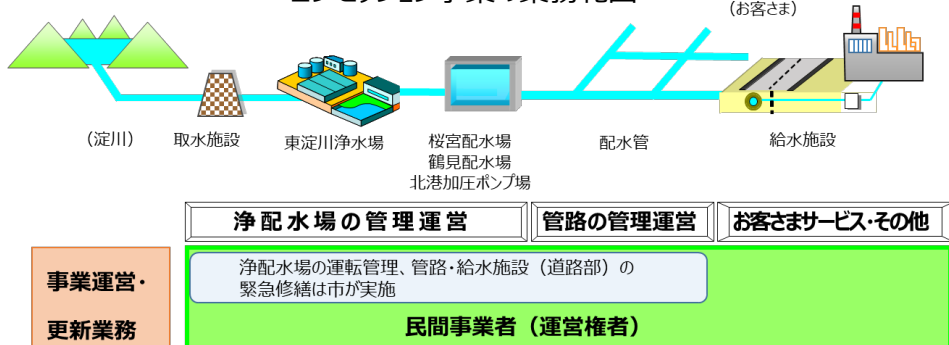 (お客さま)
(淀川)
取水施設
東淀川浄水場
桜宮配水場
鶴見配水場
北港加圧ポンプ場
配水管
給水施設
浄配水場の管理運営
管路の管理運営
お客さまサービス・その他
事業運営・
更新業務
浄配水場の運転管理、管路・給水施設（道路部）の
緊急修繕は市が実施
民間事業者（運営権者）